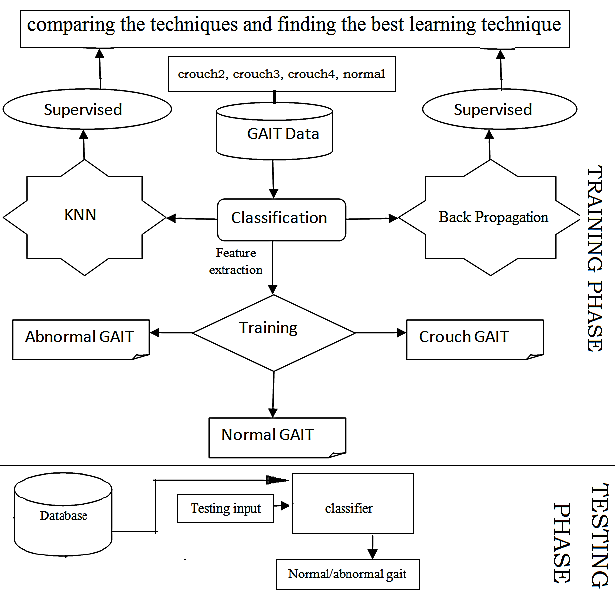 comparing the techniques and finding the best learning technique
crouch2, crouch3, crouch4, normal
Supervised
GAIT Data
Supervised
KNN
Classification
Back Propagation
Feature
extraction
Training
Abnormal GAIT
Crouch GAIT
Normal GAIT
TRAINING PHASE
Database
Testing input
classifier
Normal/abnormal gait
TESTING
PHASE